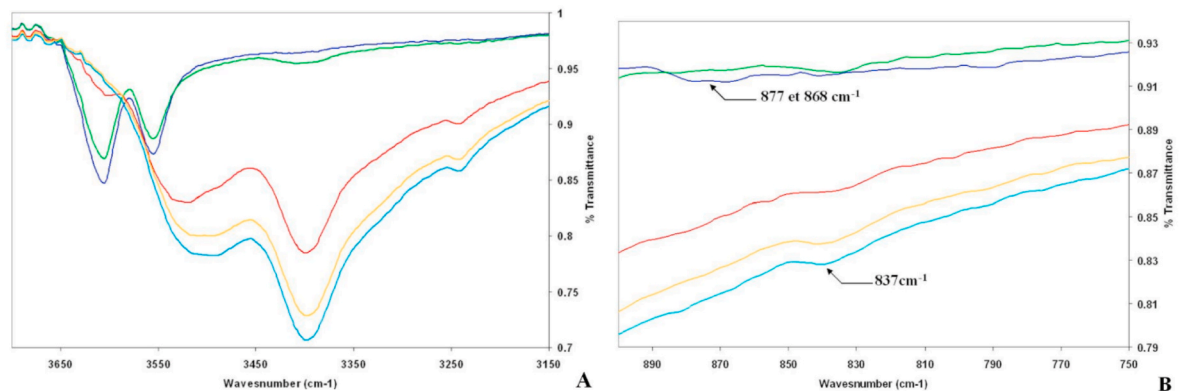 1
0.95
0.9
0.85
0.8
0.75
0.7
% Transmittance
3650 3550 3450 3350 3250 3150
Wavesnumber (cm-1)
A
877 et 868 cm-1
837cm-1
0.93
0.91
0.89
0.87
0.85
0.83
0.81
0.79
% Transmittance
890 870 850 830 810 790 770 750
Wavesnumber (cm-1)
B